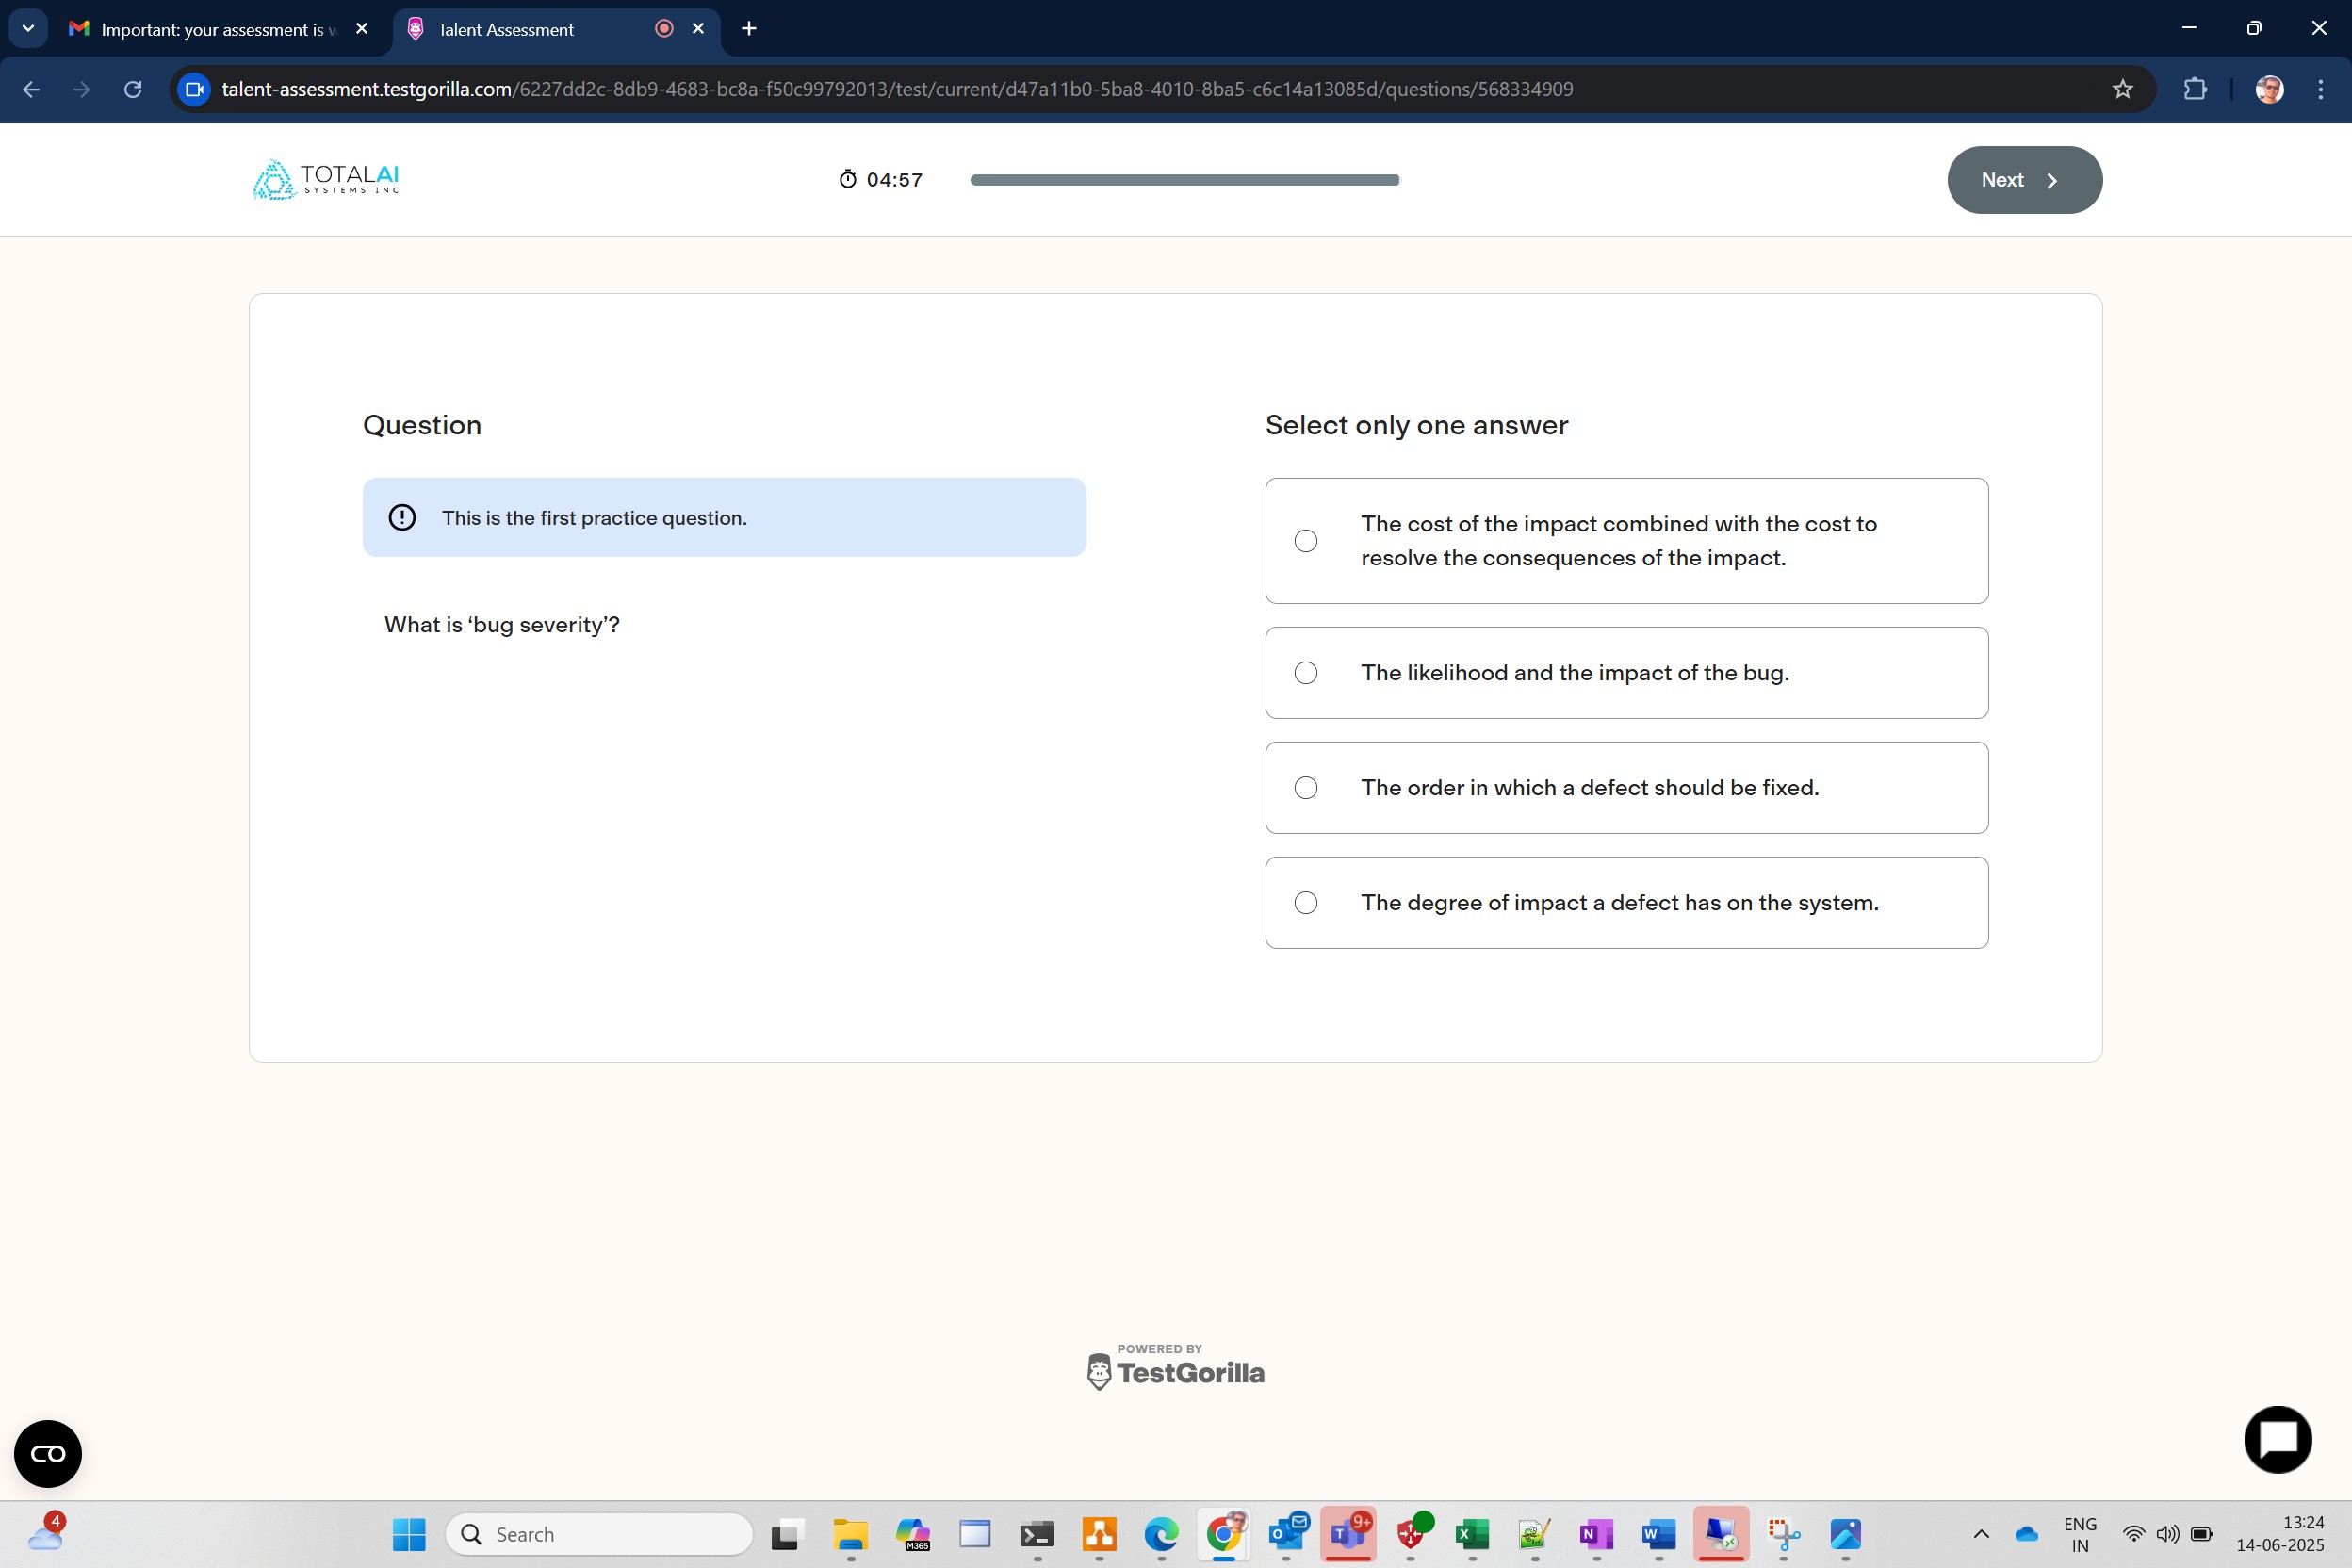 Important: your assessment is w
Talent Assessment
talent-assessment.testgorilla.com/6227dd2c-8db9-4683-bc8a-f50c99792013/test/current/d47a11b0-5ba8-4010-8ba5-c6c14a13085d/questions/568334909
TOTALAI
SYSTEMS INC
04:57
Next
Question
Select only one answer
This is the first practice question.
What is ‘bug severity’?
The cost of the impact combined with the cost to
resolve the consequences of the impact.
The likelihood and the impact of the bug.
The order in which a defect should be fixed.
The degree of impact a defect has on the system.
POWERED BY
TestGorilla
4
Search
M365
O
T
9+
X
N
W
ENG
IN
13:24
14-06-2025